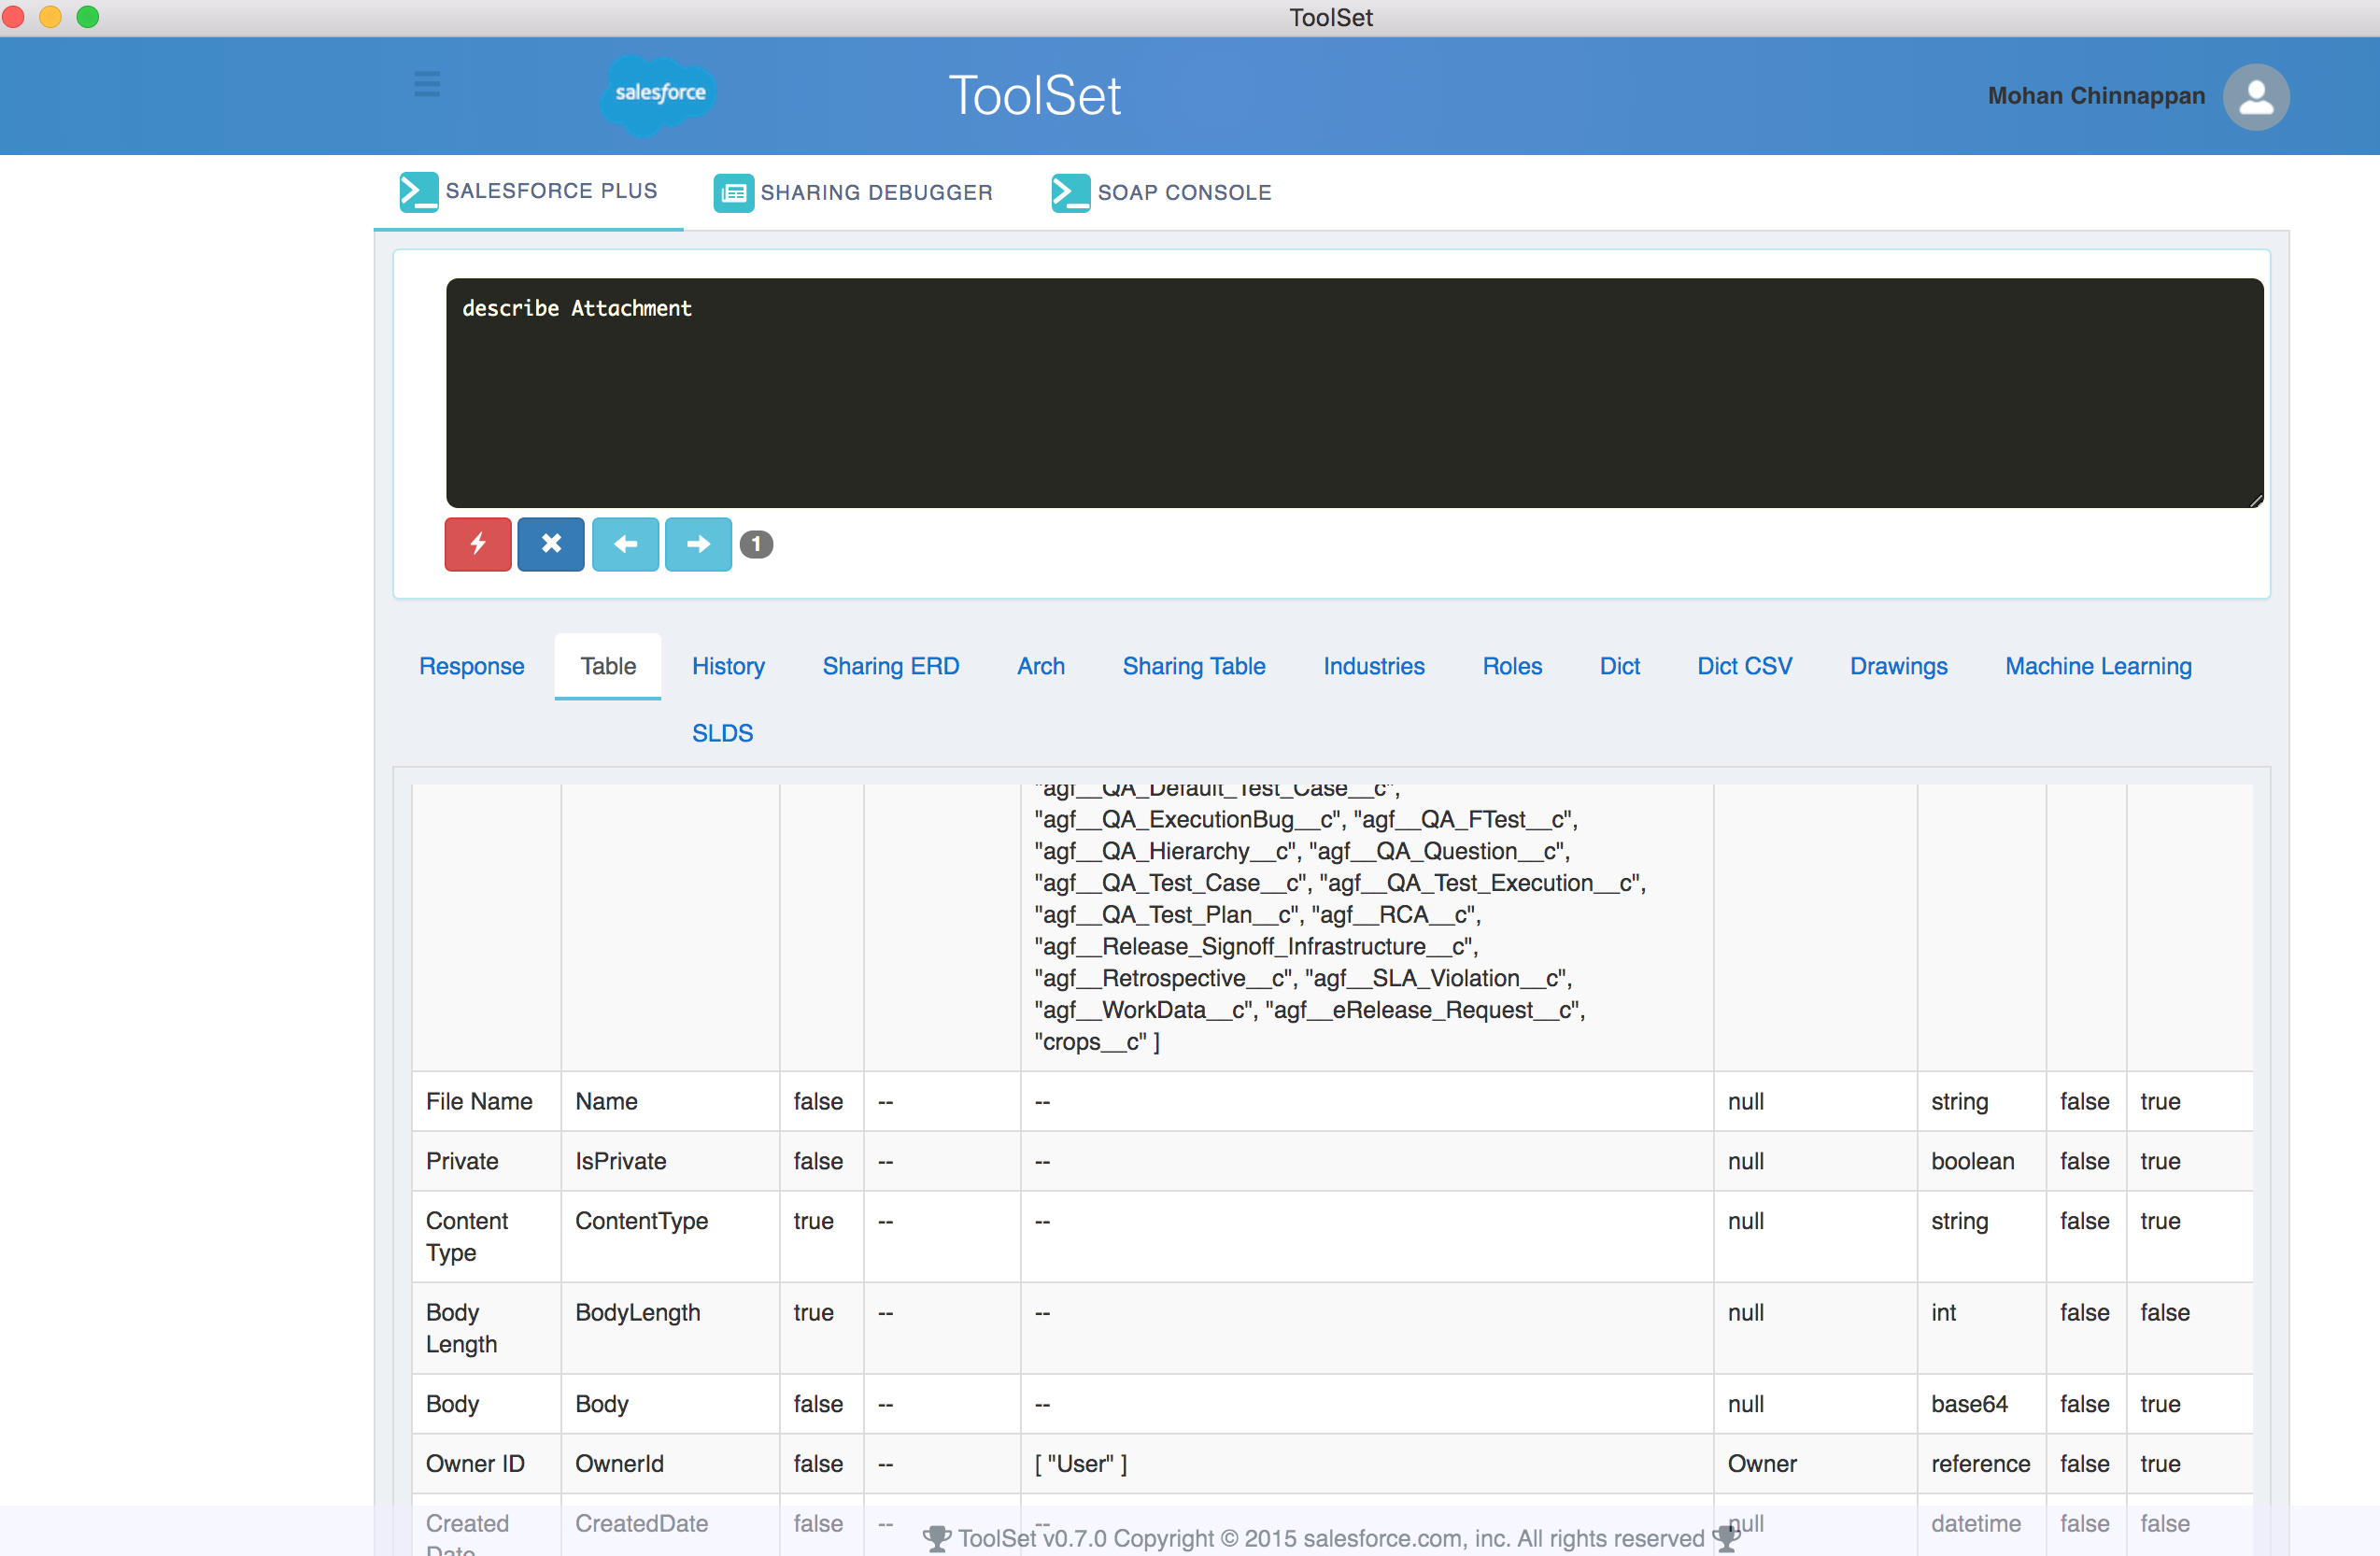 ToolSet
salesforce
ToolSet
Mohan Chinnappan
SALESFORCE PLUS
SHARING DEBUGGER
SOAP CONSOLE
describe Attachment
1
Response
Table
History
Sharing ERD
Arch
Sharing Table
Industries
Roles
Dict
Dict CSV
Drawings
Machine Learning
SLDS
"agf__QA_Default_Test_Case__c",
"agf__QA_ExecutionBug__c", "agf__QA_FTest__c",
"agf__QA_Hierarchy__c", "agf__QA_Question__c",
"agf__QA_Test_Case__c", "agf__QA_Test_Execution__c",
"agf__QA_Test_Plan__c", "agf__RCA__c",
"agf__Release_Signoff_Infrastructure__c",
"agf__Retrospective__c", "agf__SLA_Violation__c",
"agf__WorkData__c", "agf__eRelease_Request__c",
"crops__c" ]
File Name Name false -- -- null string false true
Private IsPrivate false -- -- null boolean false true
Content ContentType true -- -- null string false true
Type
Body BodyLength true -- -- null int false false
Length
Body Body false -- -- null base64 false true
Owner ID OwnerId false -- [ "User" ] Owner reference false true
Created CreatedDate false -- -- null datetime false false
Date
ToolSet v0.7.0 Copyright © 2015 salesforce.com, inc. All rights reserved